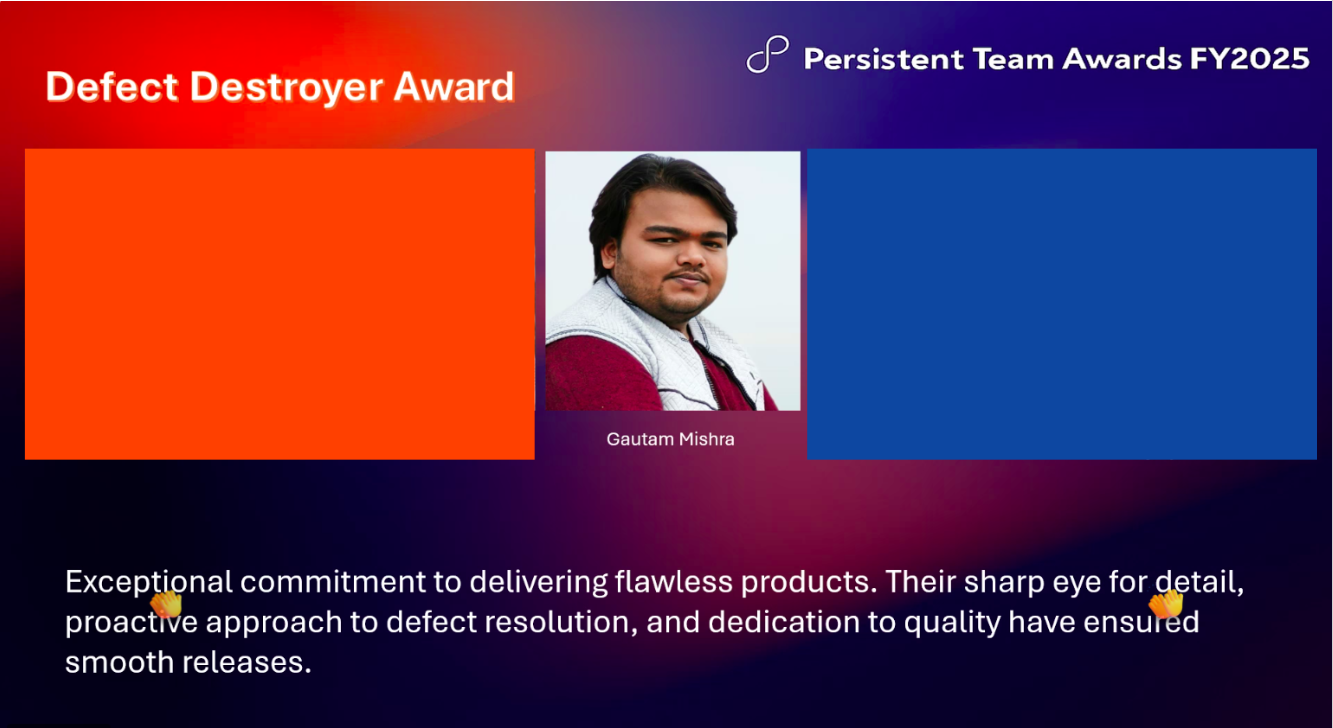 Defect Destroyer Award
Persistent Team Awards FY2025
Gautam Mishra
Exceptional commitment to delivering flawless products. Their sharp eye for detail,
proactive approach to defect resolution, and dedication to quality have ensured
smooth releases.